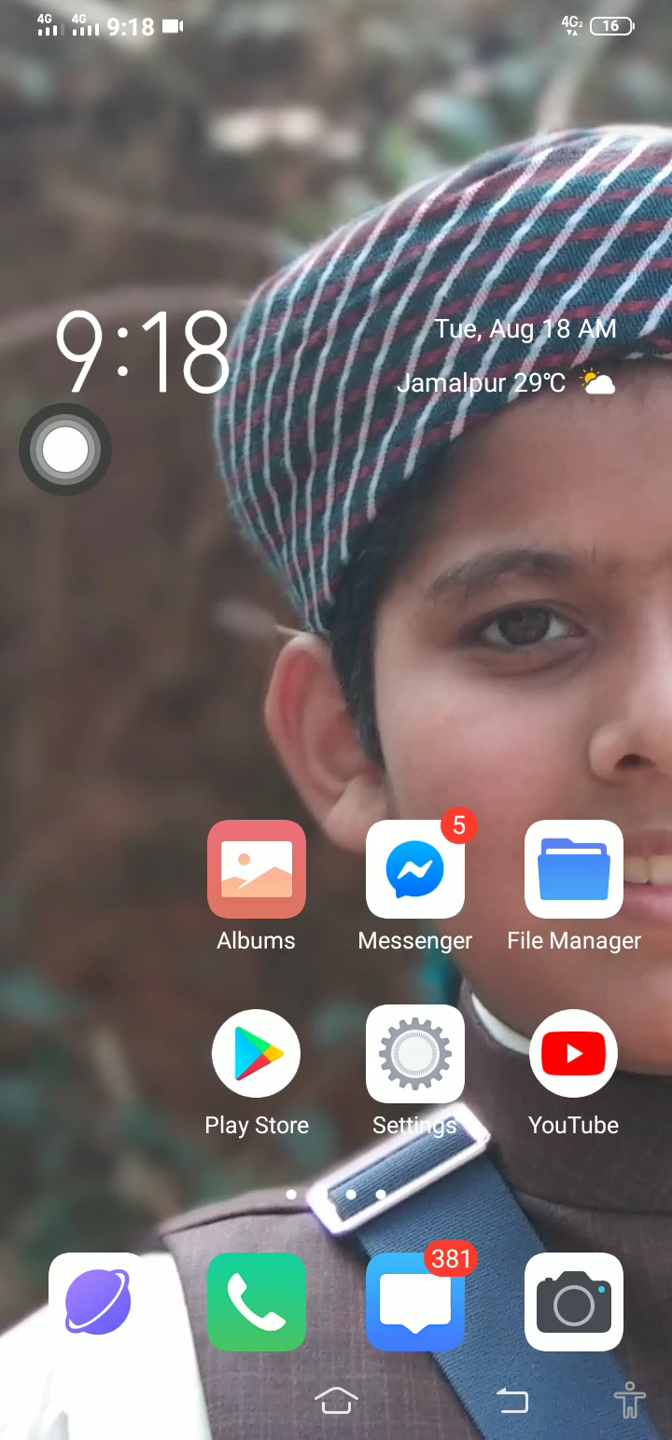 4G 4G 9:18 4G2 16
9:18
Tue, Aug 18 AM
Jamalpur 29℃
5
Albums Messenger File Manager
Play Store Settings YouTube
381